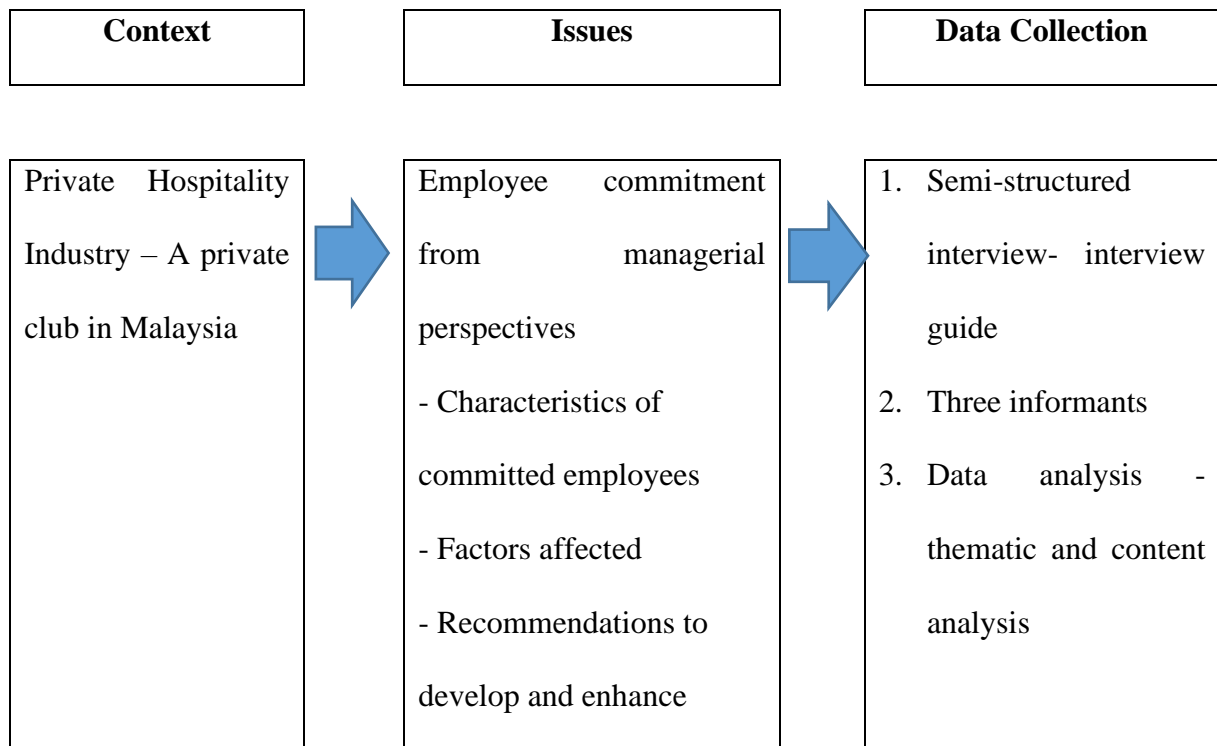 Context
Issues
Data Collection
Private Hospitality
Industry – A private
club in Malaysia
Employee commitment
from managerial
perspectives
- Characteristics of
committed employees
- Factors affected
- Recommendations to
develop and enhance
1. Semi-structured
interview- interview
guide
2. Three informants
3. Data analysis -
thematic and content
analysis